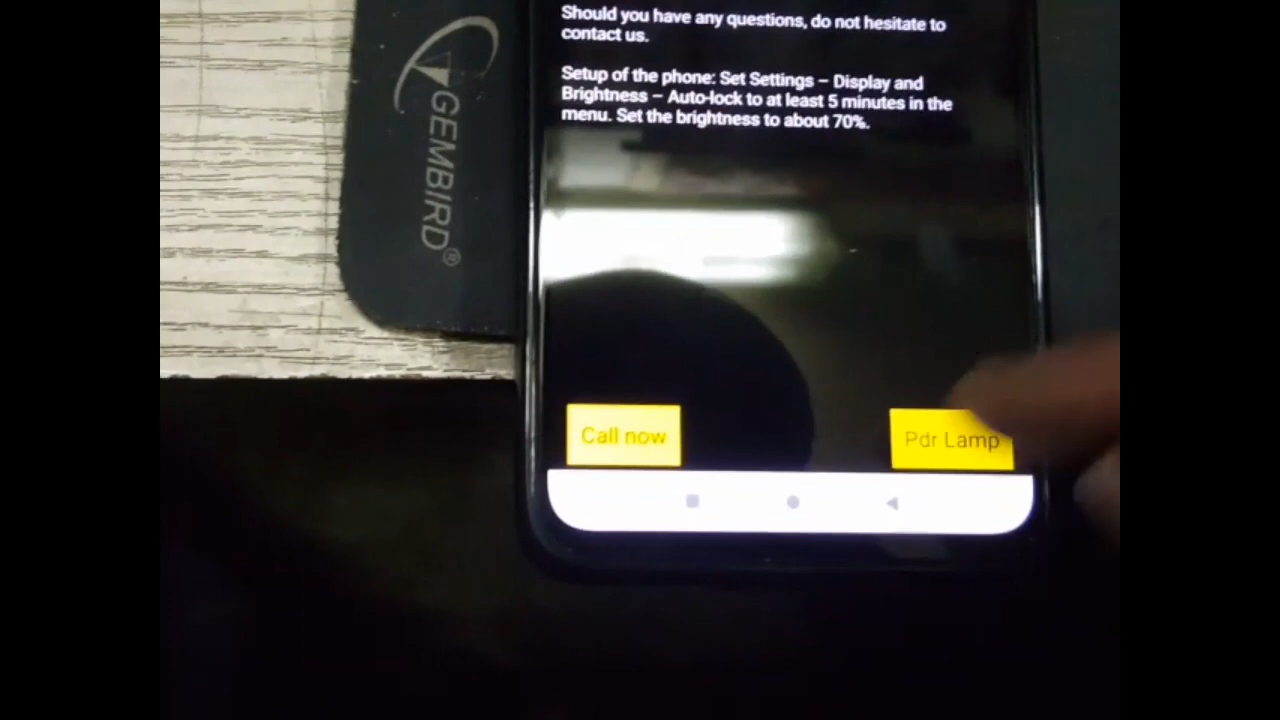 Should you have any questions, do not hesitate to
contact us.
Setup of the phone: Set Settings – Display and
Brightness – Auto-lock to at least 5 minutes in the
menu. Set the brightness to about 70%.
GEMBIRD®
Call now
Pdr Lamp